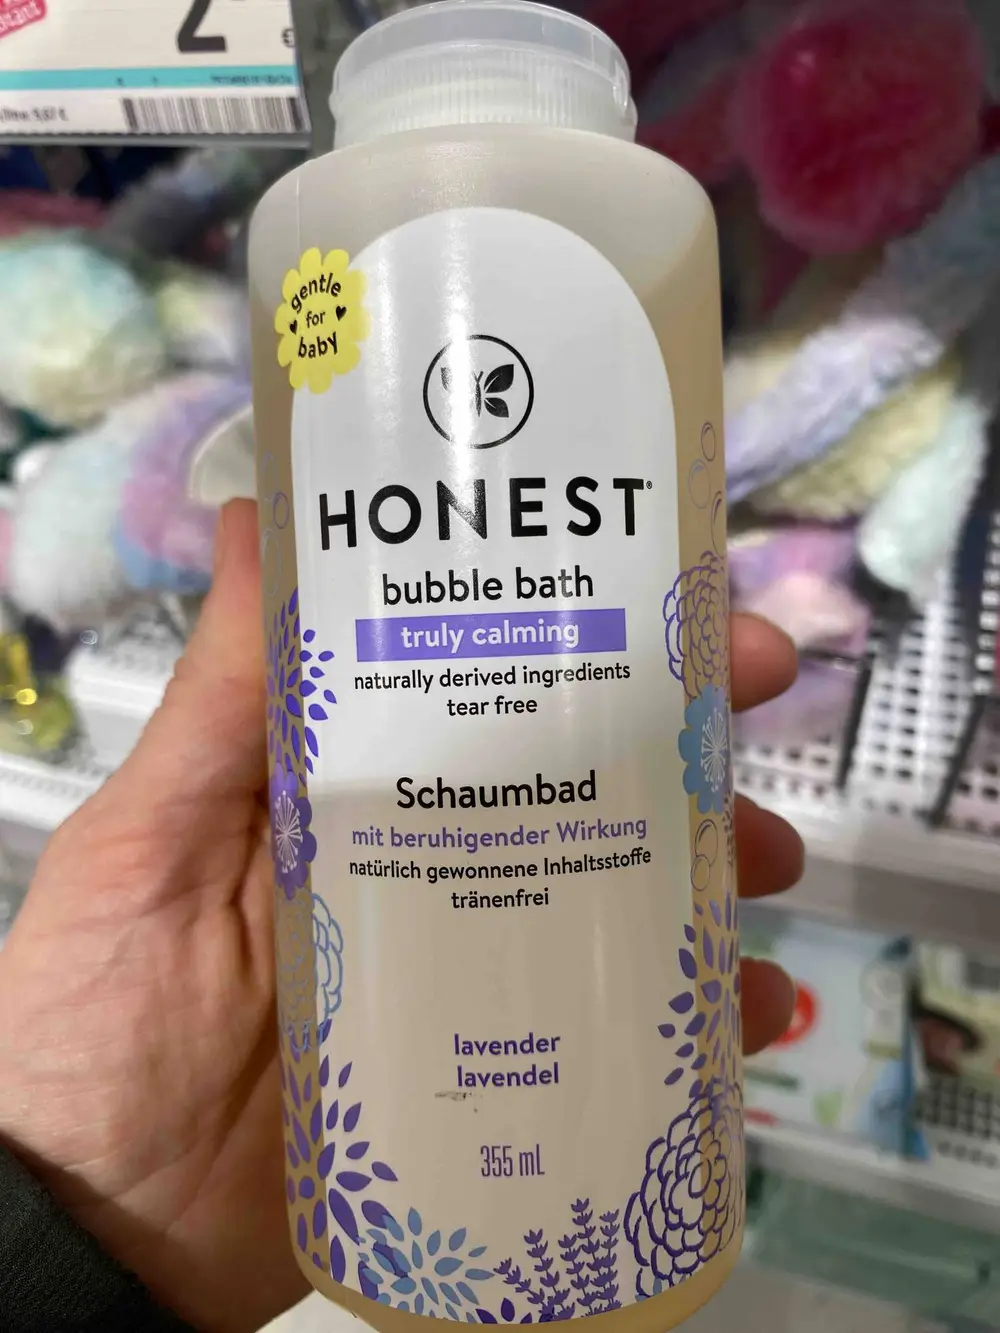 2
€
gentle
for
baby
HONEST®
bubble bath
truly calming
naturally derived ingredients
tear free
Schaumbad
mit beruhigender Wirkung
natürlich gewonnene Inhaltsstoffe
tränenfrei
lavender
lavendel
355 mL